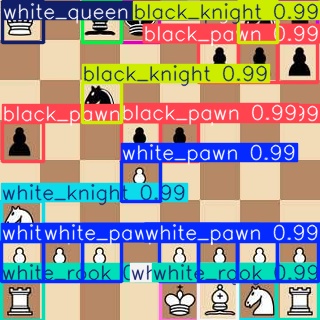 white_queen black_knight 0.99
black_pawn 0.99
black_knight 0.99
black_pawn black_pawn 0.99
white_pawn 0.99
white_knight 0.99
white_pawn 0.99
white_rook white_rook 0.99